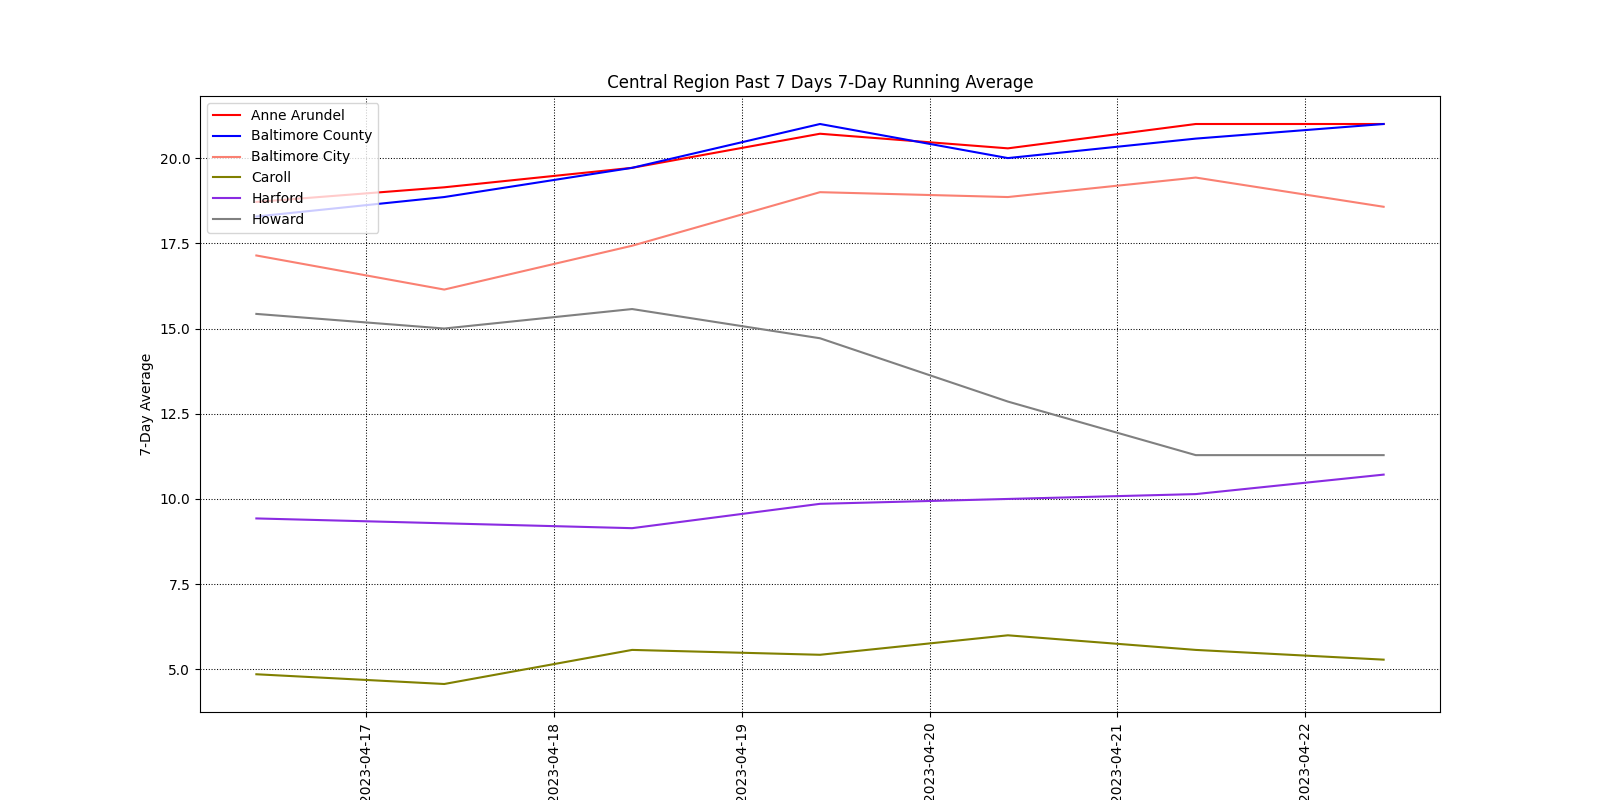 Central Region Past 7 Days 7-Day Running Average
Anne Arundel
Baltimore County
Baltimore City
Caroll
Harford
Howard
20.0
17.5
15.0
12.5
10.0
7.5
5.0
7-Day Average
2023-04-17
2023-04-18
2023-04-19
2023-04-20
2023-04-21
2023-04-22